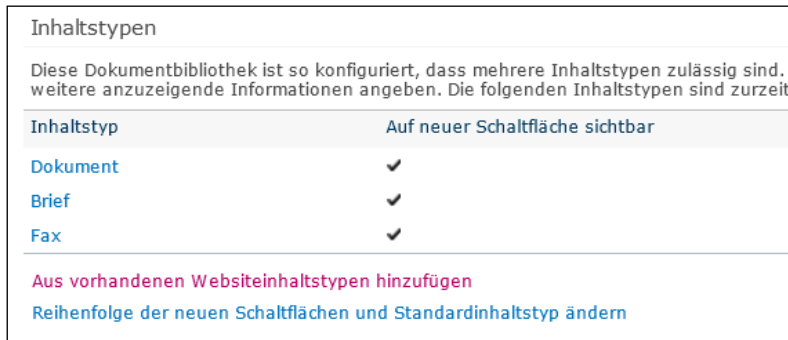 Inhaltstypen
Diese Dokumentbibliothek ist so konfiguriert, dass mehrere Inhaltstypen zulässig sind.
weitere anzuzeigende Informationen angeben. Die folgenden Inhaltstypen sind zurzeit
Inhaltstyp Auf neuer Schaltfläche sichtbar
Dokument ✔
Brief ✔
Fax ✔
Aus vorhandenen Websiteinhaltstypen hinzufügen
Reihenfolge der neuen Schaltflächen und Standardinhaltstyp ändern